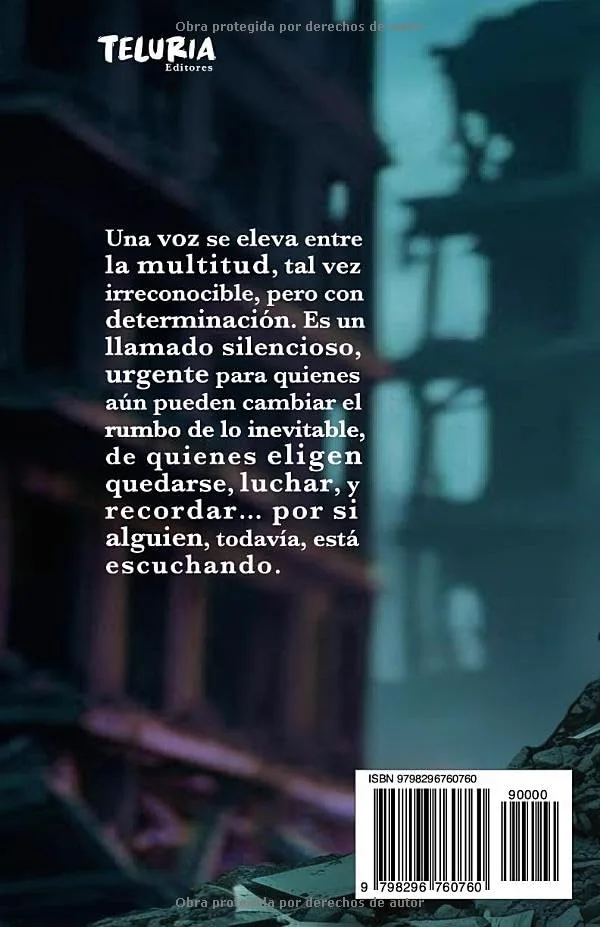 Obra protegida por derechos de autor
TELURIA
Editores
Una voz se eleva entre
la multitud, tal vez
irreconocible, pero con
determinación. Es un
llamado silencioso,
urgente para quienes
aún pueden cambiar el
rumbo de lo inevitable,
de quienes eligen
quedarse, luchar, y
recordar... por si
alguien, todavía, está
escuchando.
ISBN 9798296760760
90000
9 798296 760760
Obra protegida por derechos de autor